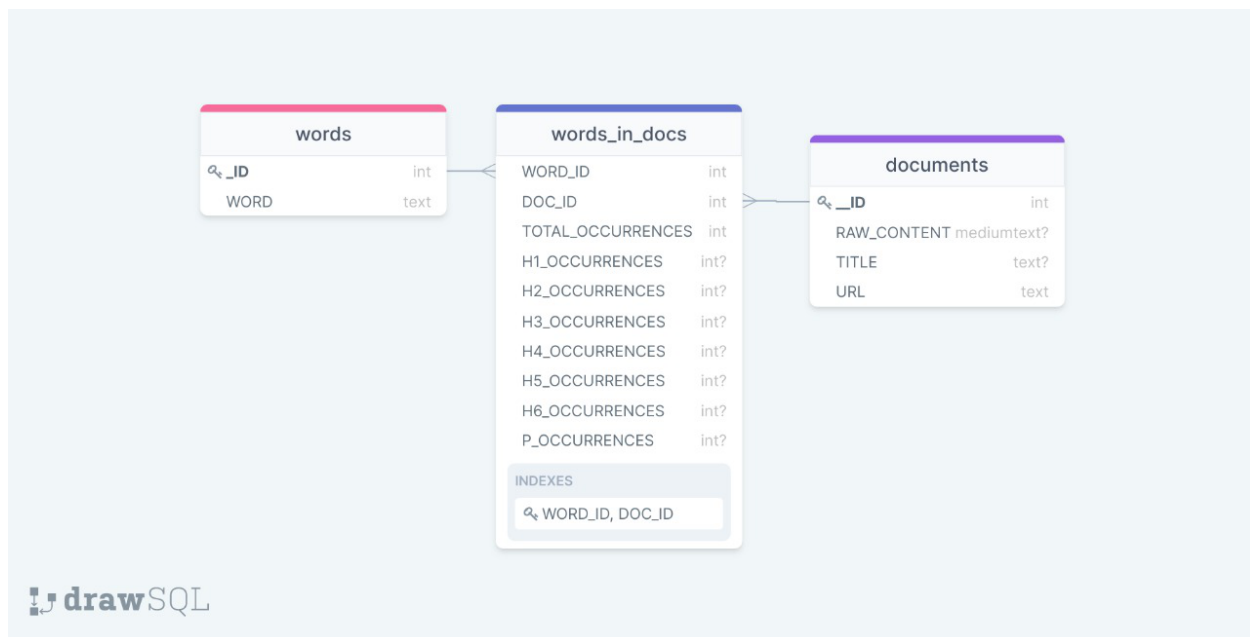 words
_ID int
WORD text
words_in_docs
WORD_ID int
DOC_ID int
TOTAL_OCCURRENCES int
H1_OCCURRENCES int?
H2_OCCURRENCES int?
H3_OCCURRENCES int?
H4_OCCURRENCES int?
H5_OCCURRENCES int?
H6_OCCURRENCES int?
P_OCCURRENCES int?
INDEXES
WORD_ID, DOC_ID
documents
__ID int
RAW_CONTENT mediumtext?
TITLE text?
URL text
drawSQL